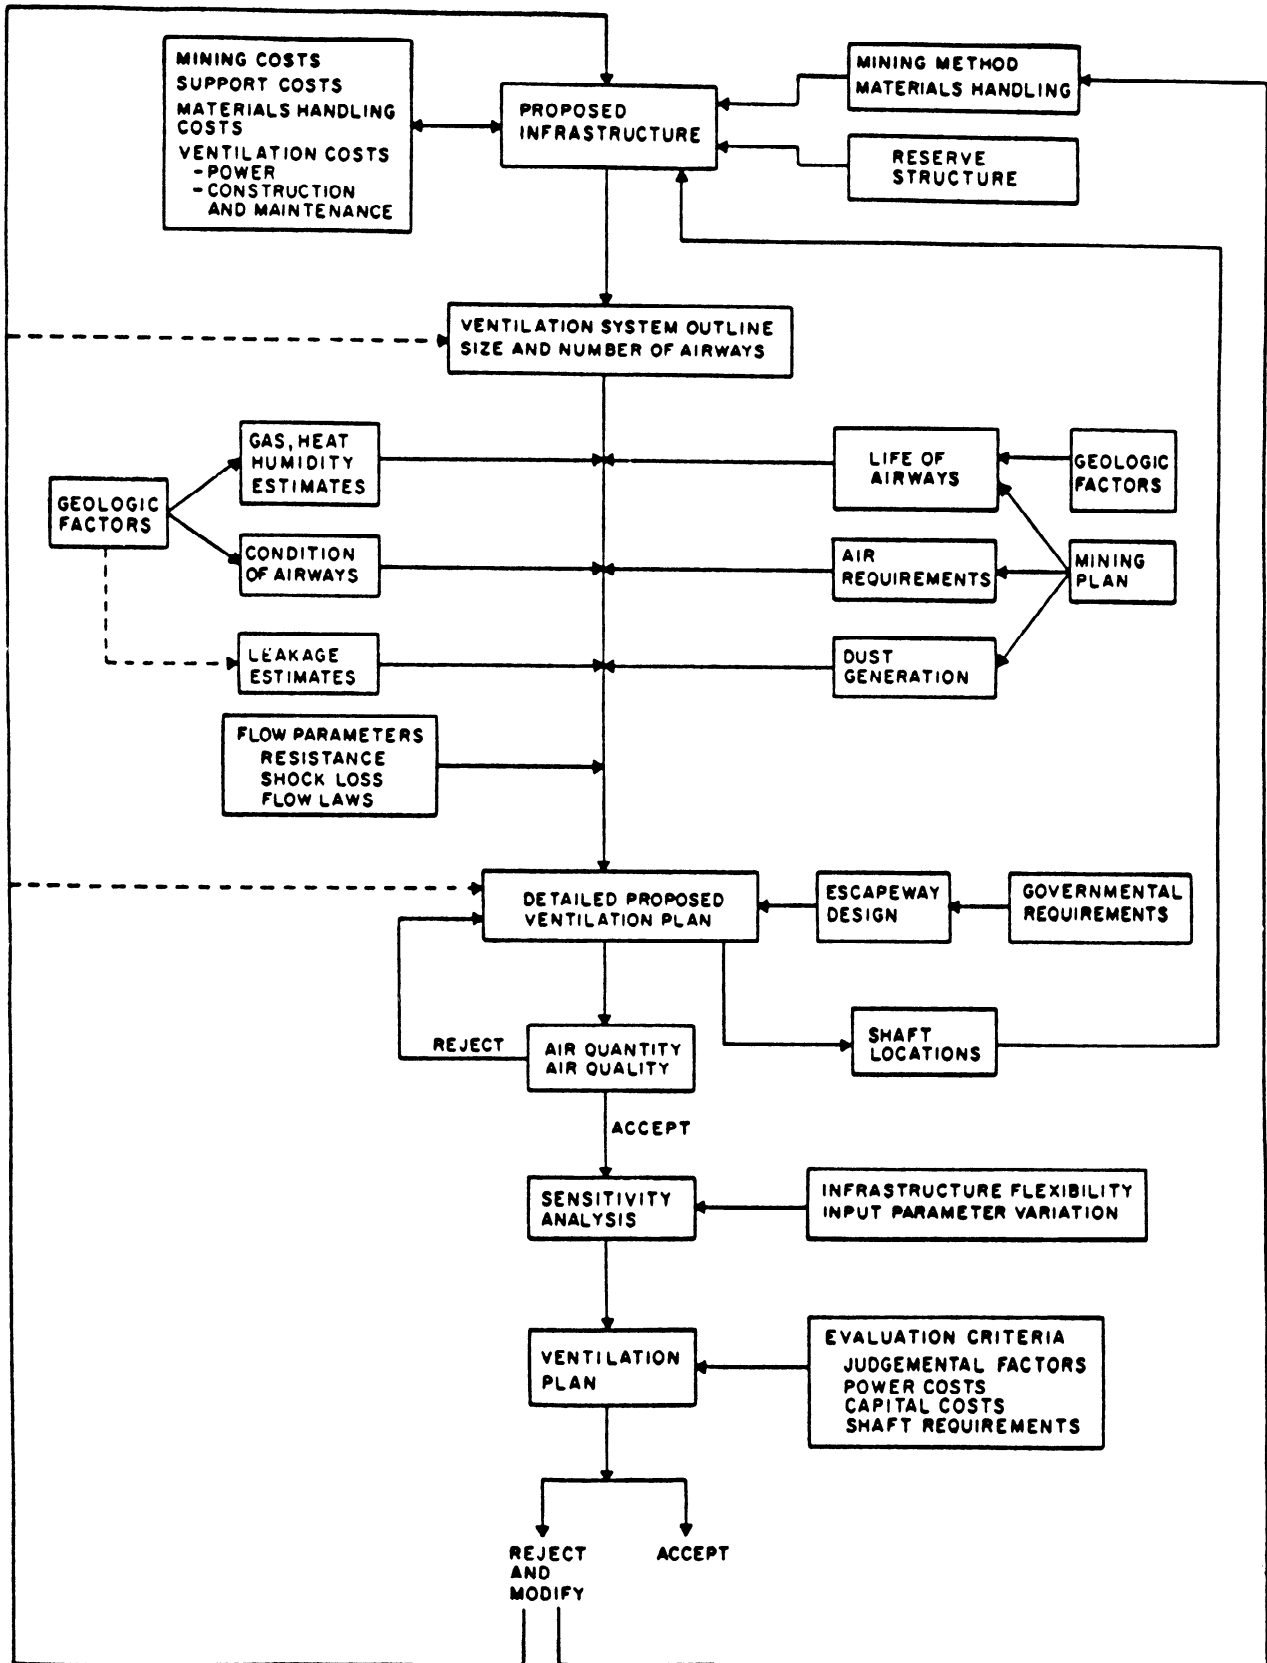 MINING COSTS
SUPPORT COSTS
MATERIALS HANDLING
COSTS
VENTILATION COSTS
-POWER
-CONSTRUCTION
AND MAINTENANCE
PROPOSED
INFRASTRUCTURE
MINING METHOD
MATERIALS HANDLING
RESERVE
STRUCTURE
VENTILATION SYSTEM OUTLINE
SIZE AND NUMBER OF AIRWAYS
GEOLOGIC
FACTORS
GAS, HEAT
HUMIDITY
ESTIMATES
CONDITION
OF AIRWAYS
LEAKAGE
ESTIMATES
LIFE OF
AIRWAYS
GEOLOGIC
FACTORS
AIR
REQUIREMENTS
MINING
PLAN
DUST
GENERATION
FLOW PARAMETERS
RESISTANCE
SHOCK LOSS
FLOW LAWS
DETAILED PROPOSED
VENTILATION PLAN
ESCAPEWAY
DESIGN
GOVERNMENTAL
REQUIREMENTS
REJECT
AIR QUANTITY
AIR QUALITY
SHAFT
LOCATIONS
ACCEPT
SENSITIVITY
ANALYSIS
INFRASTRUCTURE FLEXIBILITY
INPUT PARAMETER VARIATION
VENTILATION
PLAN
EVALUATION CRITERIA
JUDGEMENTAL FACTORS
POWER COSTS
CAPITAL COSTS
SHAFT REQUIREMENTS
REJECT
AND
MODIFY
ACCEPT